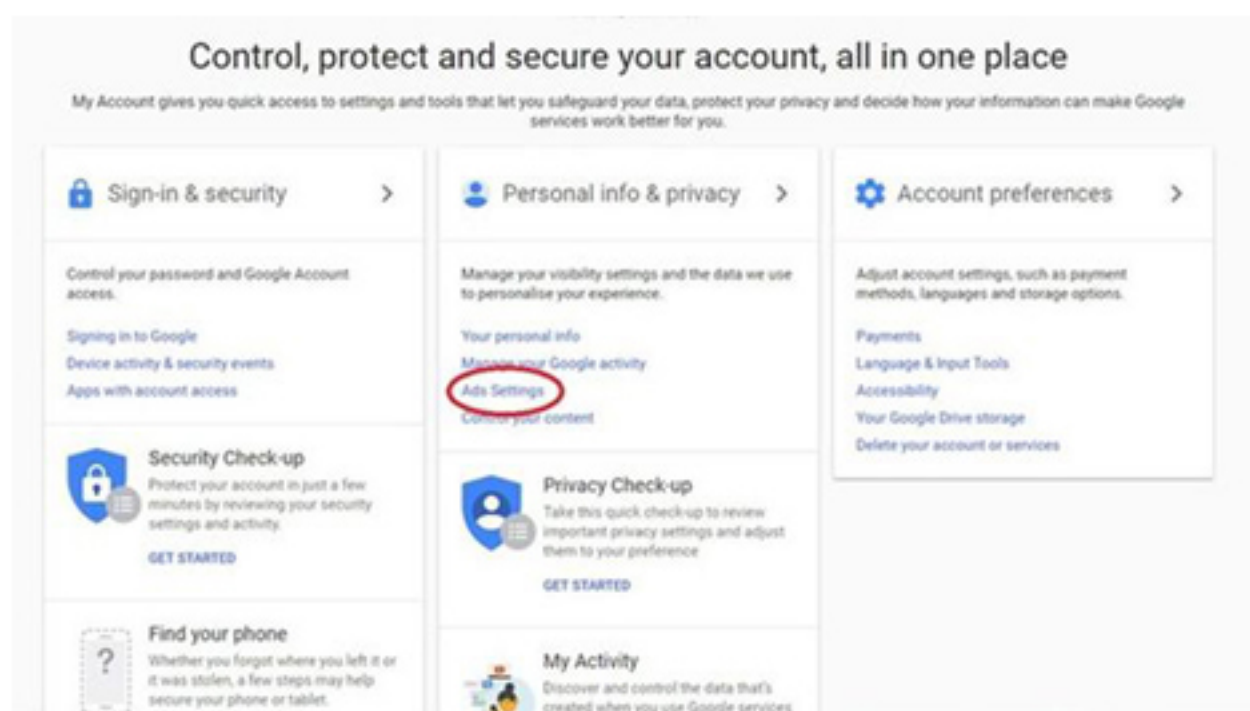 Control, protect and secure your account, all in one place
My Account gives you quick access to settings and tools that let you safeguard your data, protect your privacy and decide how your information can make Google
services work better for you.
Sign-in & security
Control your password and Google Account
access.
Signing in to Google
Device activity & security events
Apps with account access
Security Check-up
Protect your account in just a few
minutes by reviewing your security
settings and activity.
GET STARTED
Find your phone
?
Whether you forgot where you left it or
it was stolen, a few steps may help
secure your phone or tablet.
Personal info & privacy
Manage your visibility settings and the data we use
to personalise your experience.
Your personal info
Manage your Google activity
Ads Settings
Control your content
Privacy Check-up
Take this quick check-up to review
important privacy settings and adjust
them to your preference
GET STARTED
My Activity
Discover and control the data that's
created when you use Google services
Account preferences
Adjust account settings, such as payment
methods, languages and storage options.
Payments
Language & Input Tools
Accessibility
Your Google Drive storage
Delete your account or services